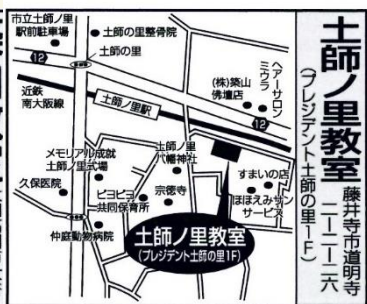 土師ノ里教室
(プレジデント土師の里1F)
藤井寺市道明寺
二ー二ー二六
市立土師ノ里
駅前駐車場
土師の里整骨院
土師の里
12
近鉄
南大阪線
土師ノ里駅
(株)築山
佛壇店
ヘアーサロン
ミウラ
12
メモリアル成就
土師ノ里式場
土師ノ里
八幡神社
久保医院
ピヨピヨ
共同保育所
宗徳寺
すまいの店
ほほえみサン
サービス
仲庭動物病院
土師ノ里教室
(プレジデント土師の里1F)